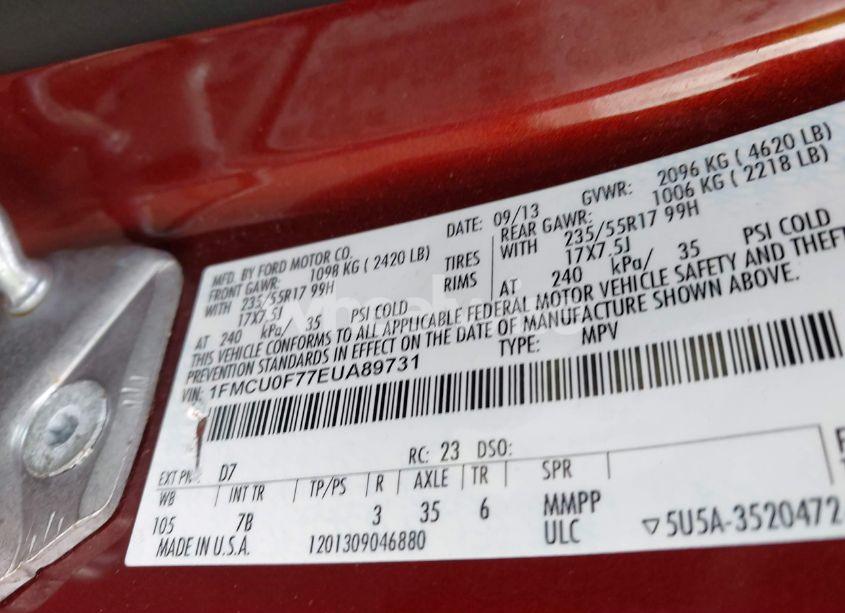 MFD. BY FORD MOTOR CO.
DATE: 09/13 GVWR: 2096 KG ( 4620 LB)
FRONT GAWR: 1098 KG ( 2420 LB) REAR GAWR: 1006 KG ( 2218 LB)
WITH 235/55R17 99H TIRES WITH 235/55R17 99H
17X7.5J RIMS 17X7.5J
AT 240 kPa/ 35 PSI COLD AT 240 kPa/ 35 PSI COLD
THIS VEHICLE CONFORMS TO ALL APPLICABLE FEDERAL MOTOR VEHICLE SAFETY AND THEFT
PREVENTION STANDARDS IN EFFECT ON THE DATE OF MANUFACTURE SHOWN ABOVE.
VIN: 1FMCU0F77EUA89731 TYPE: MPV
EXT PN: D7 RC: 23 DSO:
WB INT TR TP/PS R AXLE TR SPR
105 7B 3 35 6 MMPP
ULC
MADE IN U.S.A. 1201309046880 5U5A-3520472